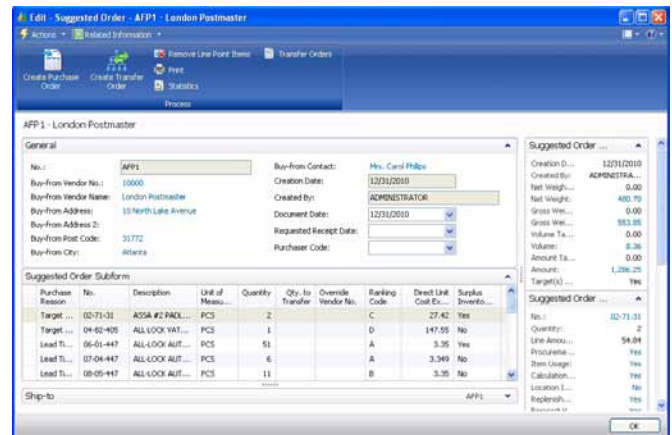 Edit - Suggested Order - AFP1 - London Postmaster
Actions Related Information
Create Purchase Order
Create Transfer Order
Remove Line Point Items
Print
Statistics
Transfer Orders
Process
AFP1 - London Postmaster
General
No.: AFP1
Buy-from Vendor No.: 10000
Buy-from Vendor Name: London Postmaster
Buy-from Address: 10 North Lake Avenue
Buy-from Address 2:
Buy-from Post Code: 31772
Buy-from City: Atlanta
Buy-from Contact: Mrs. Carol Philips
Creation Date: 12/31/2010
Created By: ADMINISTRATOR
Document Date: 12/31/2010
Requested Receipt Date:
Purchaser Code:
Suggested Order Subform
Purchase Reason No. Description Unit of Measu... Quantity Qty. to Transfer Override Vendor No. Ranking Code Direct Unit Cost Ex... Surplus Invento...
Target ... 02-71-31 ASSA #2 PADL... PCS 2 C 27.42 Yes
Target ... 04-82-405 ALL LOCK VAT... PCS 1 D 147.55 No
Lead Ti... 06-01-447 ALL-LOCK AUT... PCS 51 A 3.35 Yes
Lead Ti... 07-04-447 ALL-LOCK AUT... PCS 6 A 3.349 No
Lead Ti... 08-05-447 ALL-LOCK AUT... PCS 11 B 3.35 No
Ship-to AFP1
Suggested Order ...
Creation D... 12/31/2010
Created By: ADMINISTRA...
Net Weigh... 0.00
Net Weight: 480.70
Gross Wei... 0.00
Gross Wei... 553.85
Volume Ta... 0.00
Volume: 8.36
Amount Ta... 0.00
Amount: 1,286.25
Target(s) ... Yes
Suggested Order ...
No.: 02-71-31
Quantity: 2
Line Amou... 54.84
Procureme... Yes
Item Usage: Yes
Calculation... Yes
Location L... No
Replenish... Yes
OK